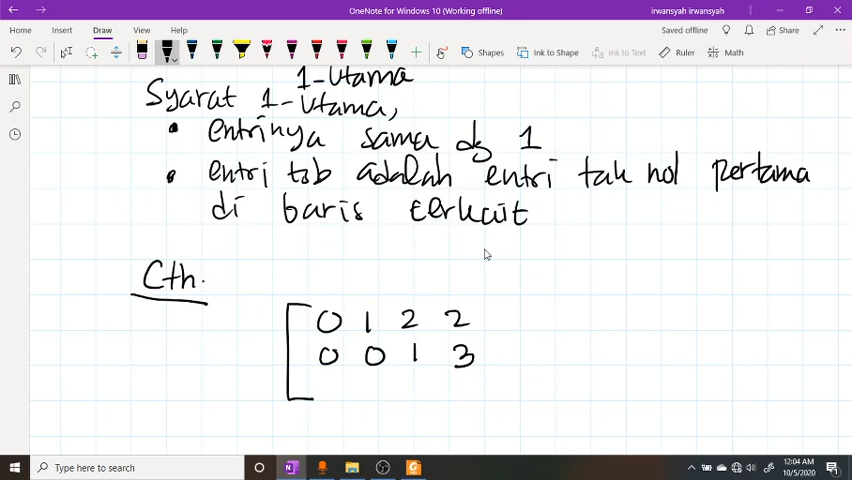 OneNote for Windows 10 (Working offline)
irwansyah irwansyah
Home Insert Draw View Help
Saved offline Share
Shapes Ink to Shape Ink to Text Ruler Math
1-Utama
Syarat 1-Utama,
• entrinya sama dg 1
• entri tsb adalah entri tak nol pertama
di baris terkait
Cth.
0 1 2 2
0 0 1 3
Type here to search
12:04 AM
10/5/2020